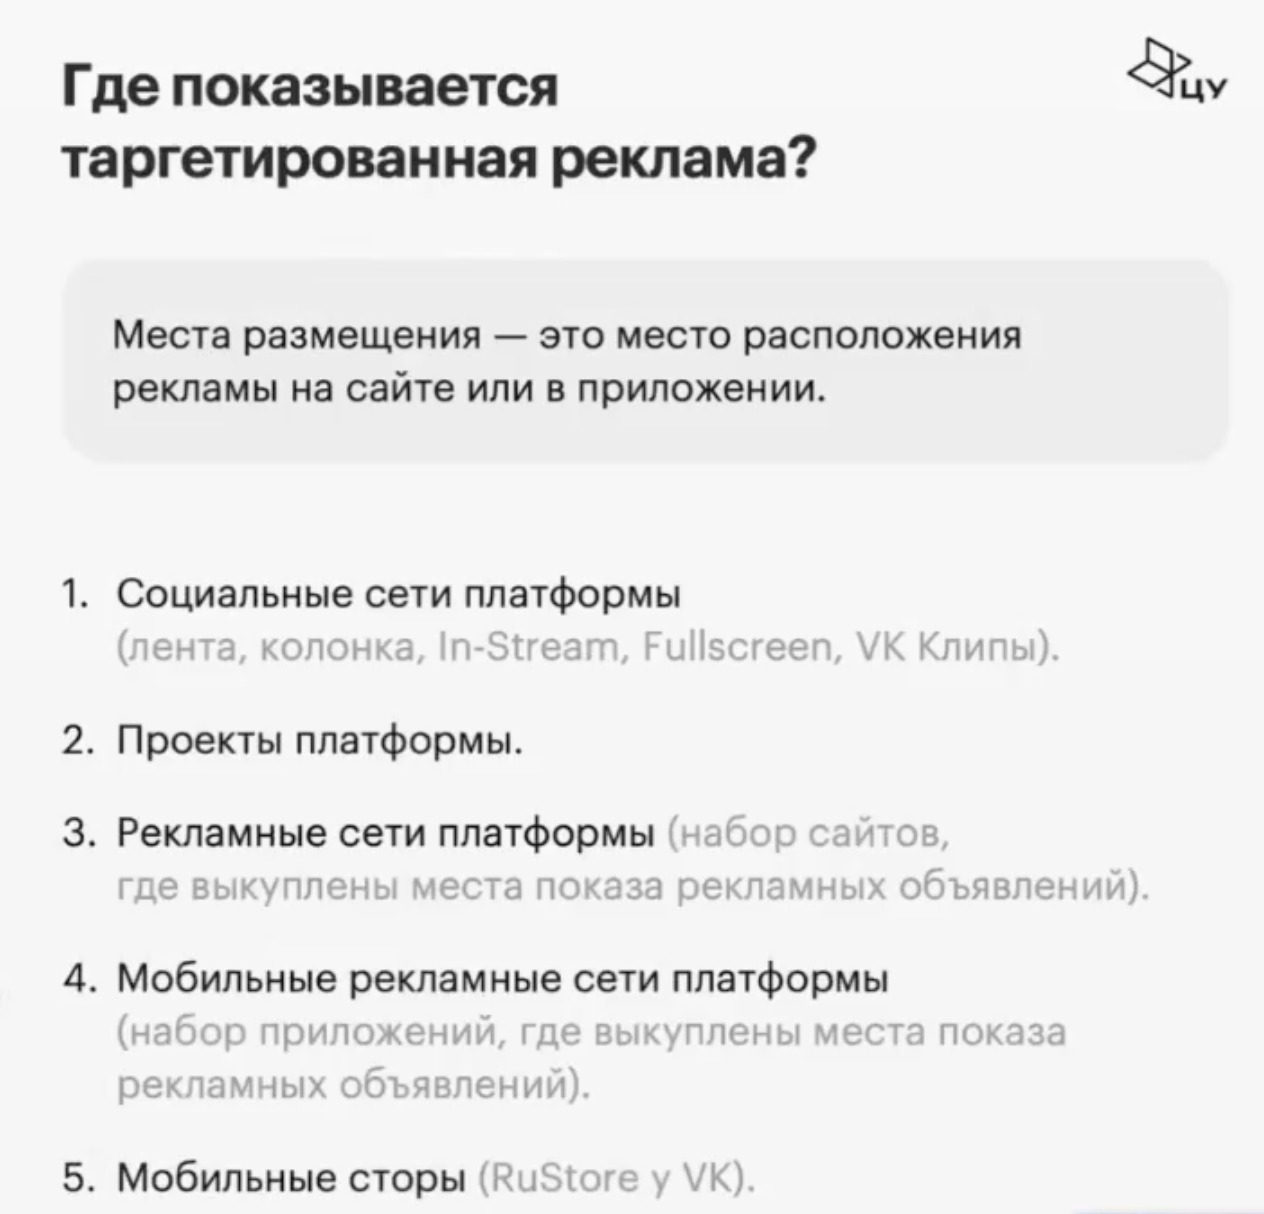 Где показывается
таргетированная реклама?
ЦУ
Места размещения — это место расположения
рекламы на сайте или в приложении.
1. Социальные сети платформы
(лента, колонка, In-Stream, Fullscreen, VK Клипы).
2. Проекты платформы.
3. Рекламные сети платформы (набор сайтов,
где выкуплены места показа рекламных объявлений).
4. Мобильные рекламные сети платформы
(набор приложений, где выкуплены места показа
рекламных объявлений).
5. Мобильные сторы (RuStore у VK).